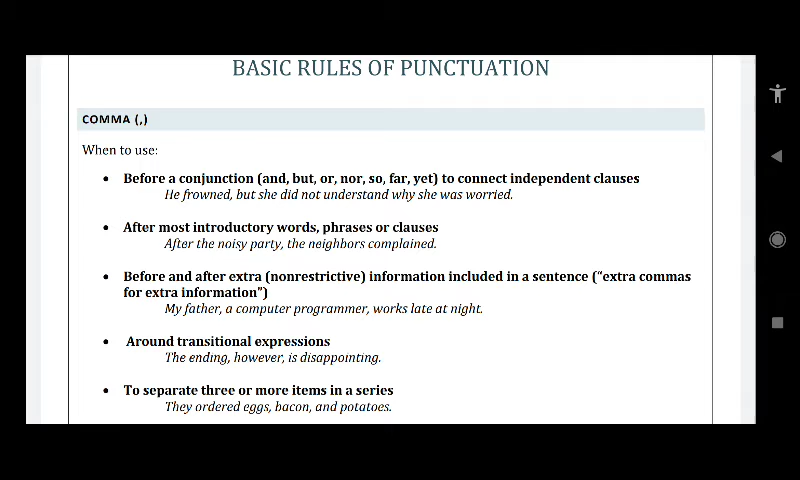 BASIC RULES OF PUNCTUATION
COMMA (,)
When to use:
• Before a conjunction (and, but, or, nor, so, far, yet) to connect independent clauses
He frowned, but she did not understand why she was worried.
• After most introductory words, phrases or clauses
After the noisy party, the neighbors complained.
• Before and after extra (nonrestrictive) information included in a sentence (“extra commas
for extra information”)
My father, a computer programmer, works late at night.
• Around transitional expressions
The ending, however, is disappointing.
• To separate three or more items in a series
They ordered eggs, bacon, and potatoes.